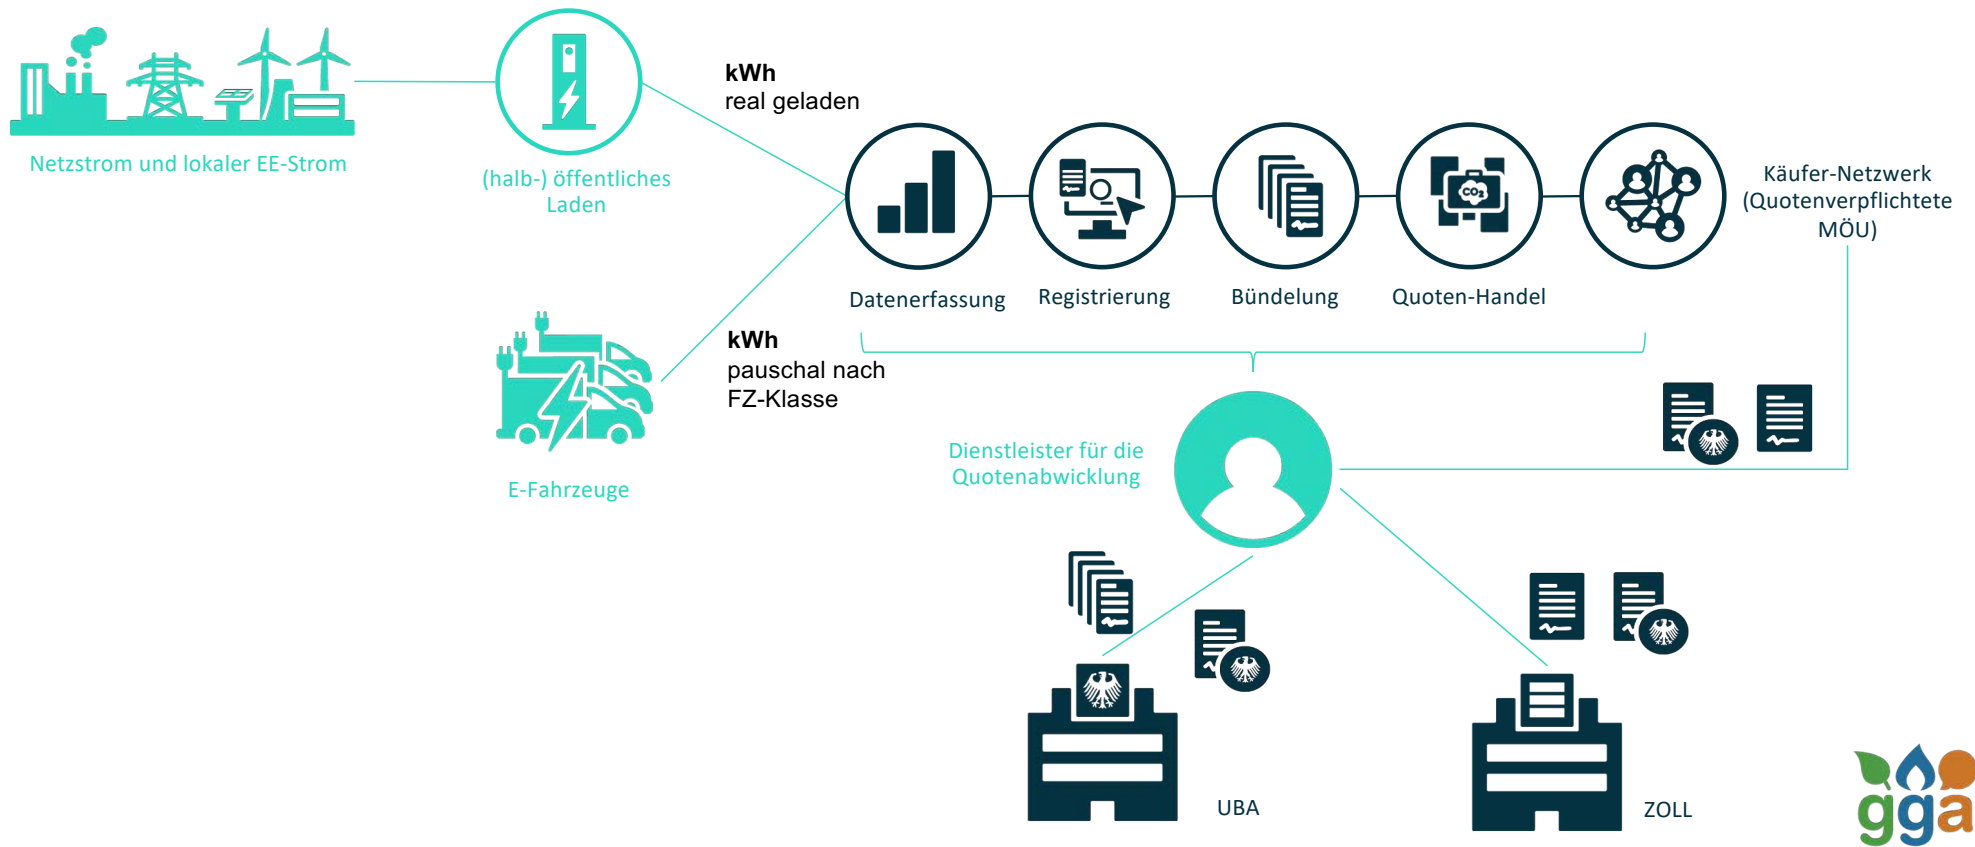 kWh
real geladen
Netzstrom und lokaler EE-Strom
(halb-) öffentliches
Laden
CO2
Käufer-Netzwerk
(Quotenverpflichtete
MÖU)
Datenerfassung
Registrierung
Bündelung
Quoten-Handel
kWh
pauschal nach
FZ-Klasse
E-Fahrzeuge
Dienstleister für die
Quotenabwicklung
UBA
ZOLL
gga